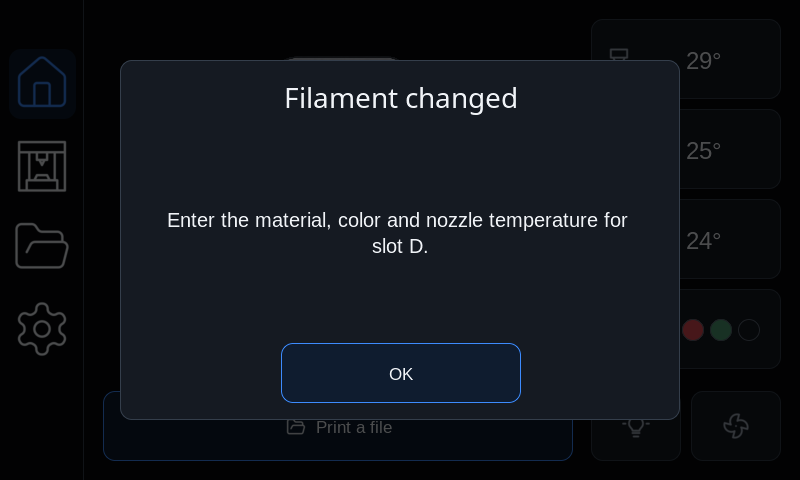 Filament changed
Enter the material, color and nozzle temperature for
slot D.
OK
29°
25°
24°
Print a file